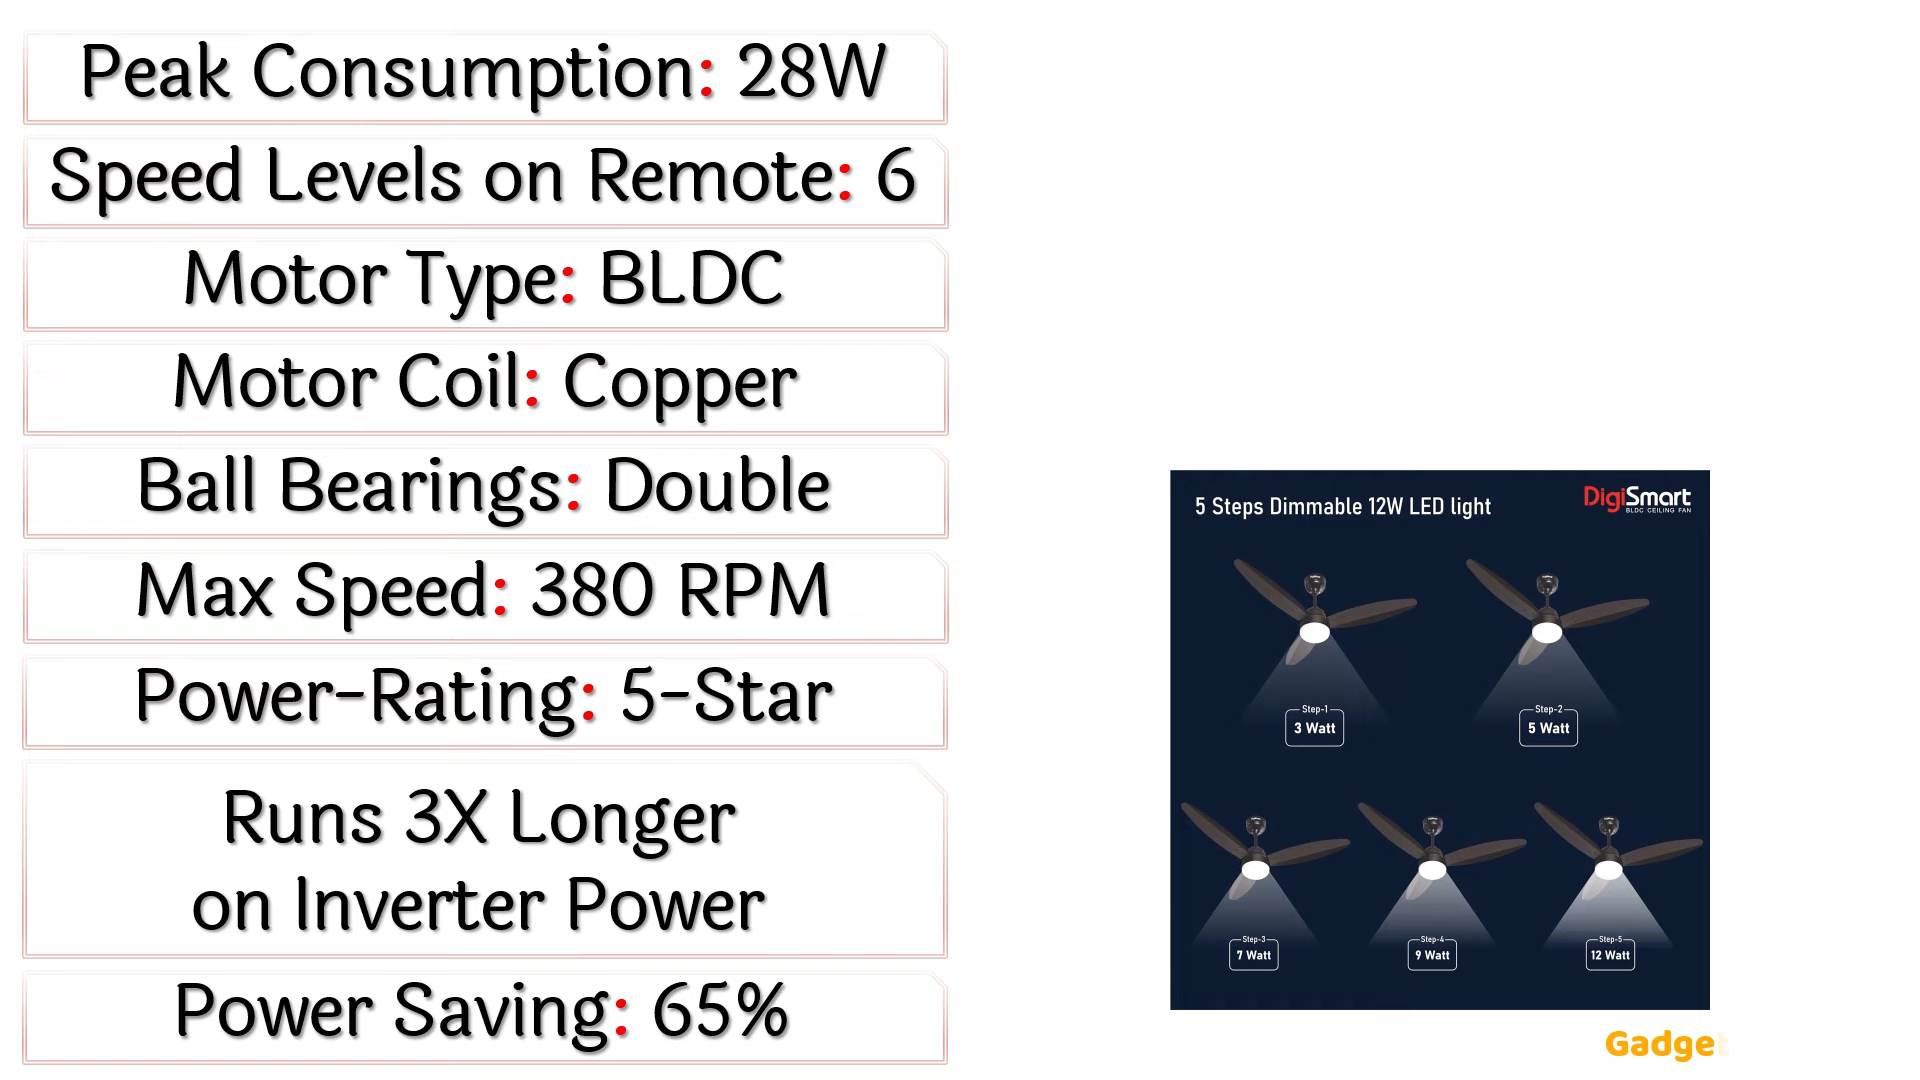 Peak Consumption: 28W
Speed Levels on Remote: 6
Motor Type: BLDC
Motor Coil: Copper
Ball Bearings: Double
Max Speed: 380 RPM
Power-Rating: 5-Star
Runs 3X Longer
on Inverter Power
Power Saving: 65%
5 Steps Dimmable 12W LED light
DigiSmart
BLDC CEILING FAN
Step-1
3 Watt
Step-2
5 Watt
Step-3
7 Watt
Step-4
9 Watt
Step-5
12 Watt
Gadget